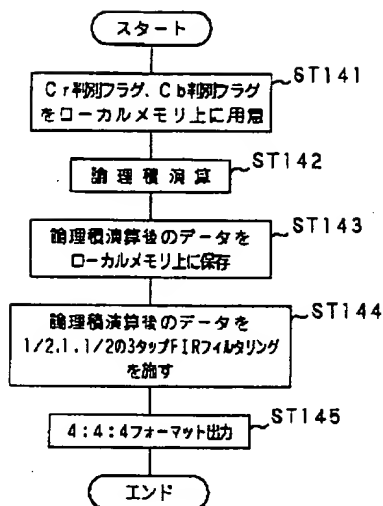 スタート
Cr判別フラグ、Cb判別フラグ
をローカルメモリ上に用意
ST141
論理積演算
ST142
論理積演算後のデータを
ローカルメモリ上に保存
ST143
論理積演算後のデータを
1/2.1.1/2の3タップFIRフィルタリング
を施す
ST144
4:4:4フォーマット出力
ST145
エンド